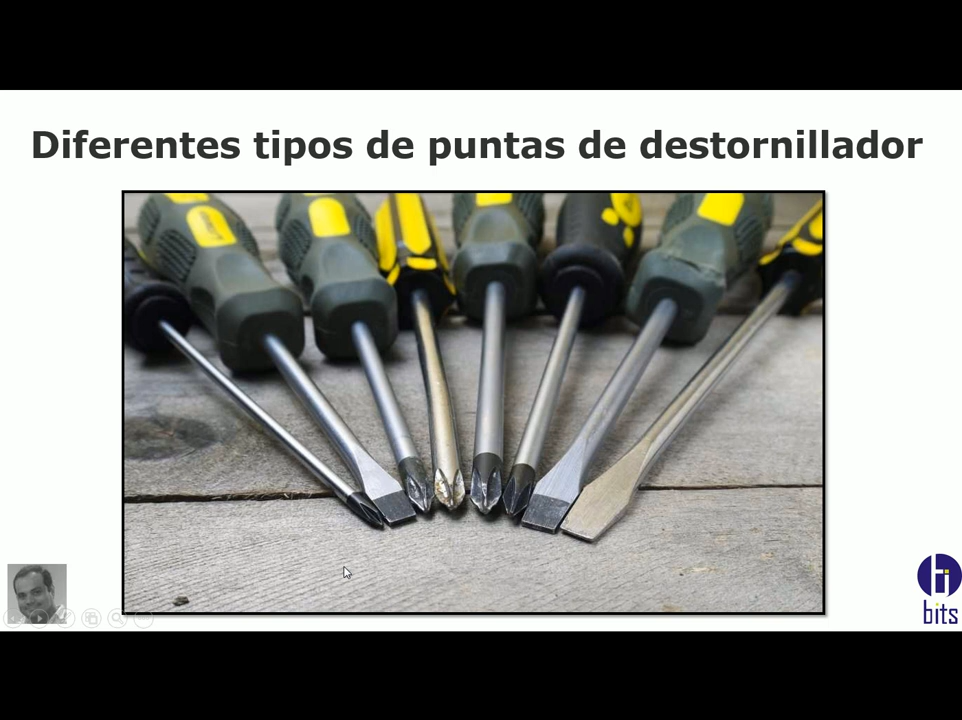 Diferentes tipos de puntas de destornillador
bits